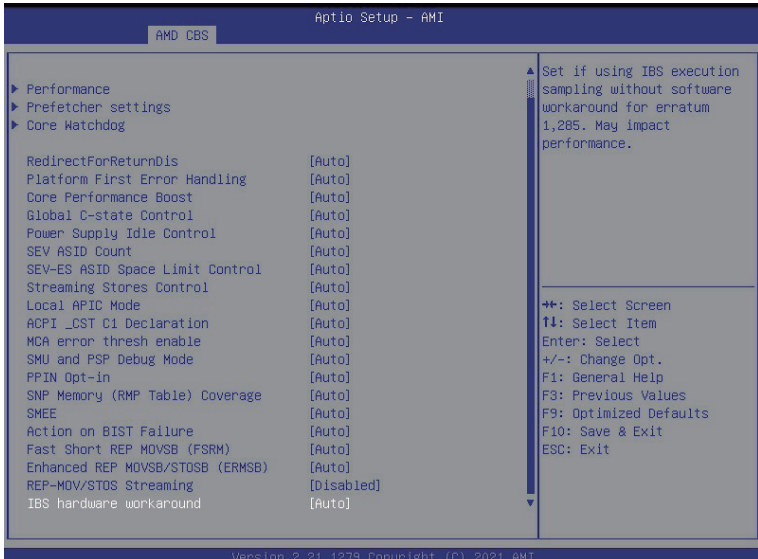 Aptio Setup – AMI
AMD CBS
Performance
Prefetcher settings
Core Watchdog
RedirectForReturnDis [Auto]
Platform First Error Handling [Auto]
Core Performance Boost [Auto]
Global C-state Control [Auto]
Power Supply Idle Control [Auto]
SEV ASID Count [Auto]
SEV-ES ASID Space Limit Control [Auto]
Streaming Stores Control [Auto]
Local APIC Mode [Auto]
ACPI _CST C1 Declaration [Auto]
MCA error thresh enable [Auto]
SMU and PSP Debug Mode [Auto]
PPIN Opt-in [Auto]
SNP Memory (RMP Table) Coverage [Auto]
SMEE [Auto]
Action on BIST Failure [Auto]
Fast Short REP MOVSB (FSRM) [Auto]
Enhanced REP MOVSB/STOSB (ERMSB) [Auto]
REP-MOV/STOS Streaming [Disabled]
IBS hardware workaround [Auto]
Set if using IBS execution
sampling without software
workaround for erratum
1,285. May impact
performance.
→←: Select Screen
↑↓: Select Item
Enter: Select
+/-: Change Opt.
F1: General Help
F3: Previous Values
F9: Optimized Defaults
F10: Save & Exit
ESC: Exit
Version 2.21.1279 Copyright (C) 2021 AMI